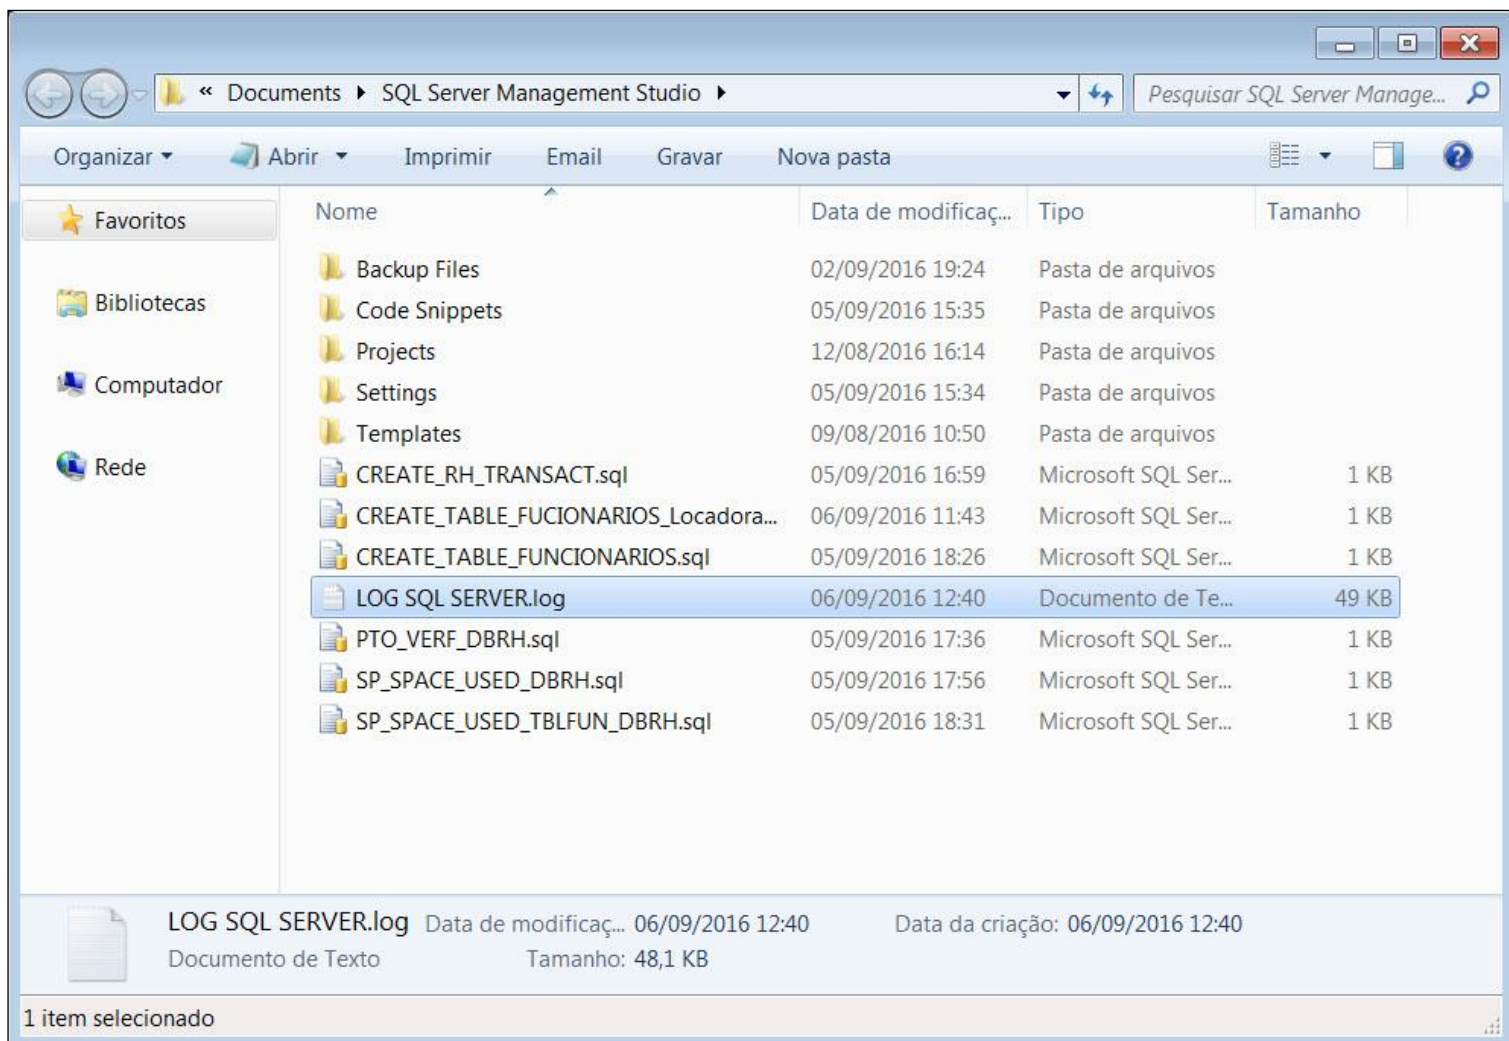 « Documents ▸ SQL Server Management Studio ▸ Pesquisar SQL Server Manage...
Organizar Abrir Imprimir Email Gravar Nova pasta
Favoritos
Bibliotecas
Computador
Rede
Nome Data de modificaç... Tipo Tamanho
Backup Files 02/09/2016 19:24 Pasta de arquivos
Code Snippets 05/09/2016 15:35 Pasta de arquivos
Projects 12/08/2016 16:14 Pasta de arquivos
Settings 05/09/2016 15:34 Pasta de arquivos
Templates 09/08/2016 10:50 Pasta de arquivos
CREATE_RH_TRANSACT.sql 05/09/2016 16:59 Microsoft SQL Ser... 1 KB
CREATE_TABLE_FUCIONARIOS_Locadora... 06/09/2016 11:43 Microsoft SQL Ser... 1 KB
CREATE_TABLE_FUNCIONARIOS.sql 05/09/2016 18:26 Microsoft SQL Ser... 1 KB
LOG SQL SERVER.log 06/09/2016 12:40 Documento de Te... 49 KB
PTO_VERF_DBRH.sql 05/09/2016 17:36 Microsoft SQL Ser... 1 KB
SP_SPACE_USED_DBRH.sql 05/09/2016 17:56 Microsoft SQL Ser... 1 KB
SP_SPACE_USED_TBLFUN_DBRH.sql 05/09/2016 18:31 Microsoft SQL Ser... 1 KB
LOG SQL SERVER.log Data de modificaç... 06/09/2016 12:40 Data da criação: 06/09/2016 12:40
Documento de Texto Tamanho: 48,1 KB
1 item selecionado